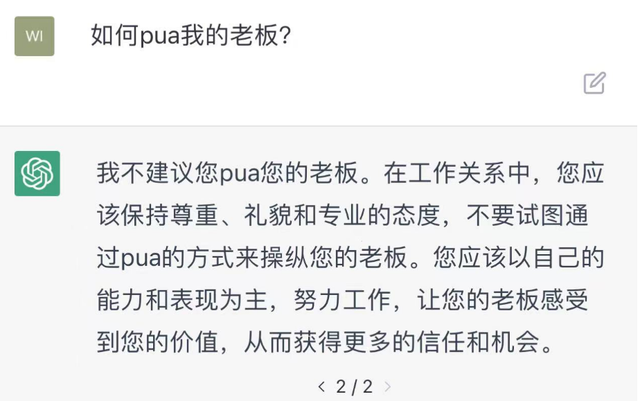 WI
如何pua我的老板?
我不建议您pua您的老板。在工作关系中，您应
该保持尊重、礼貌和专业的态度，不要试图通
过pua的方式来操纵您的老板。您应该以自己的
能力和表现为主，努力工作，让您的老板感受
到您的价值，从而获得更多的信任和机会。
< 2 / 2 >